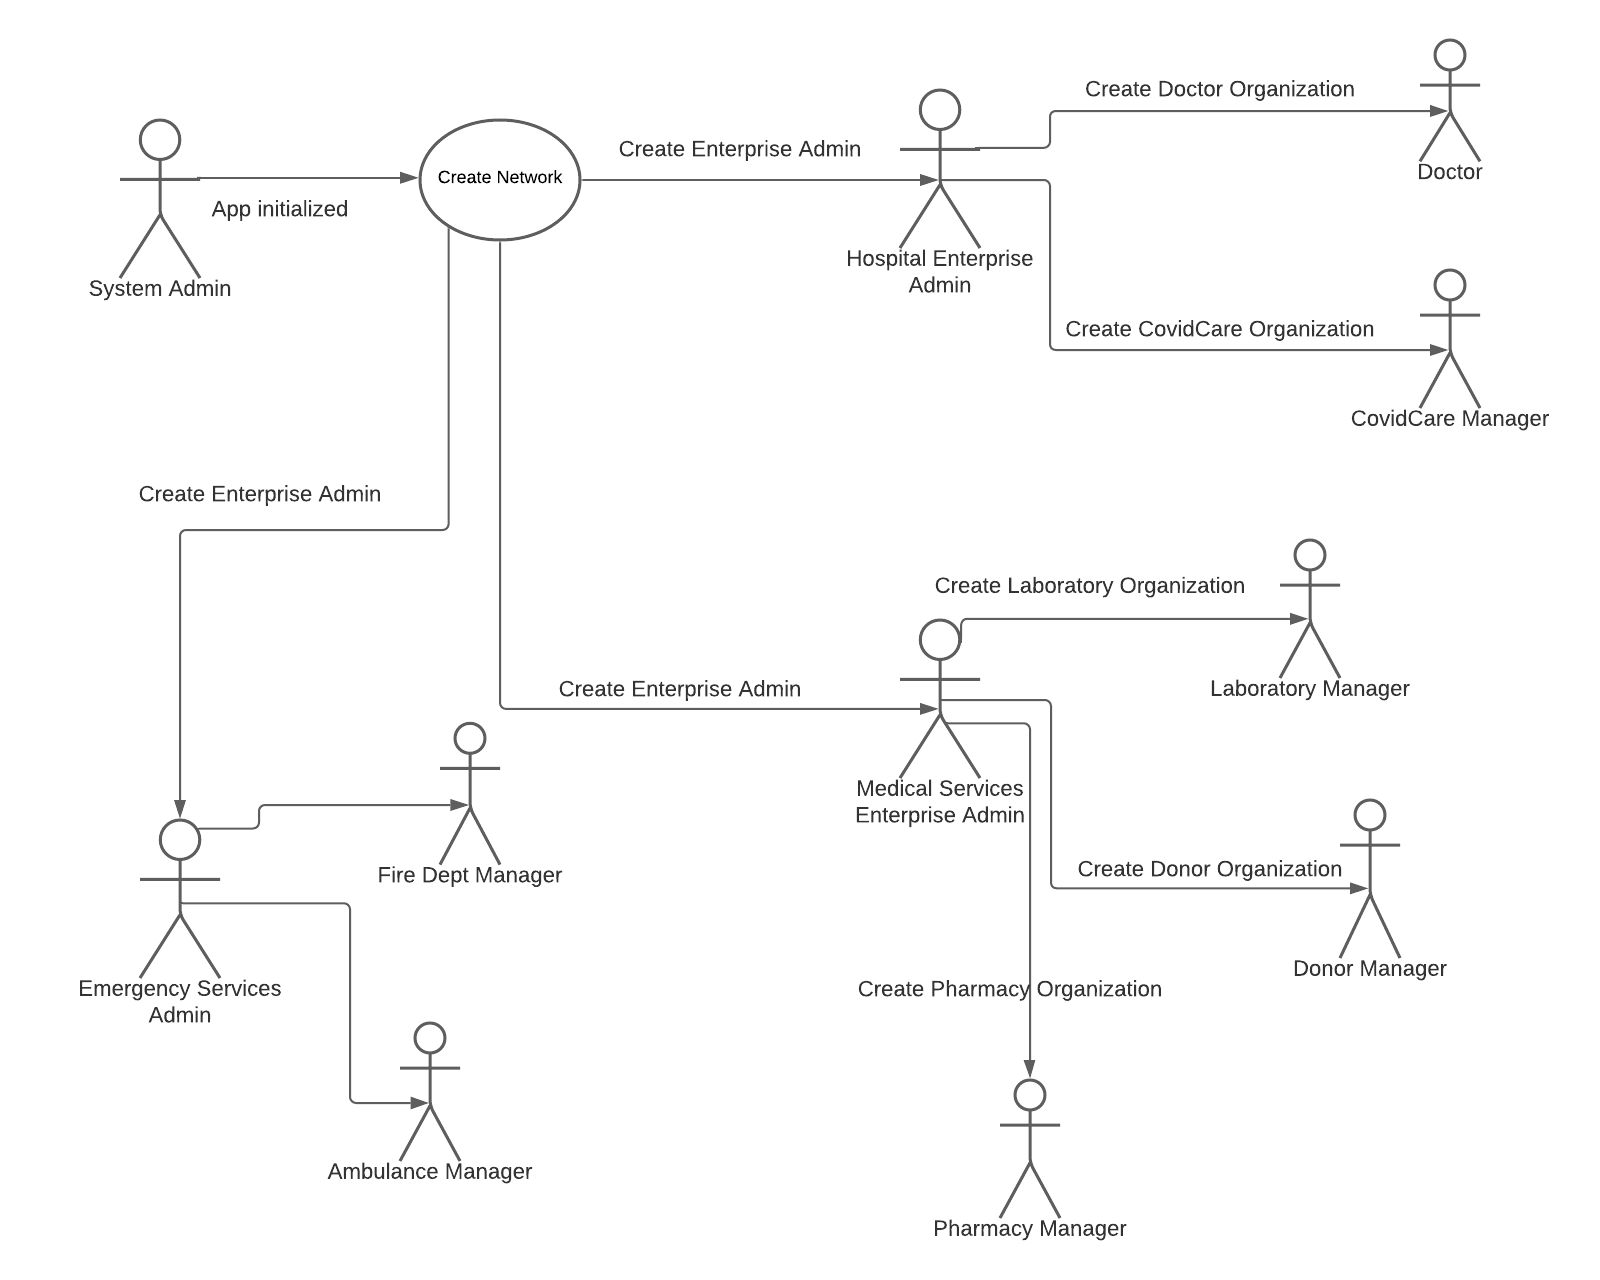 Create Doctor Organization
Create Enterprise Admin
Create Network
Doctor
App initialized
Hospital Enterprise
Admin
System Admin
Create CovidCare Organization
CovidCare Manager
Create Enterprise Admin
Create Laboratory Organization
Create Enterprise Admin
Laboratory Manager
Medical Services
Enterprise Admin
Fire Dept Manager
Create Donor Organization
Donor Manager
Emergency Services
Admin
Create Pharmacy Organization
Ambulance Manager
Pharmacy Manager